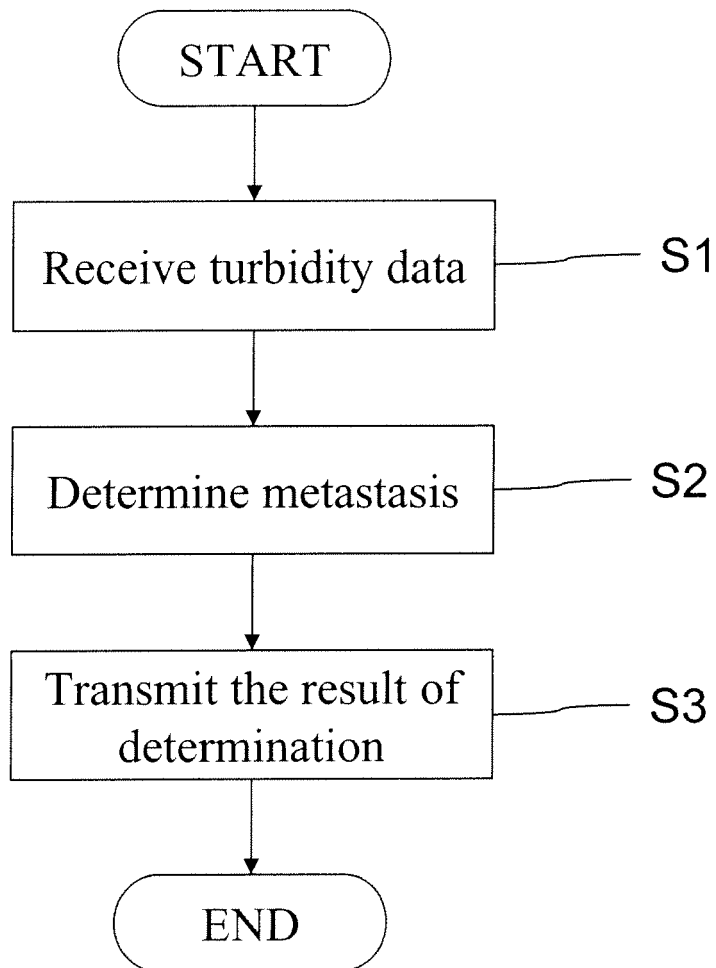 START
Receive turbidity data
S1
Determine metastasis
S2
Transmit the result of
determination
S3
END